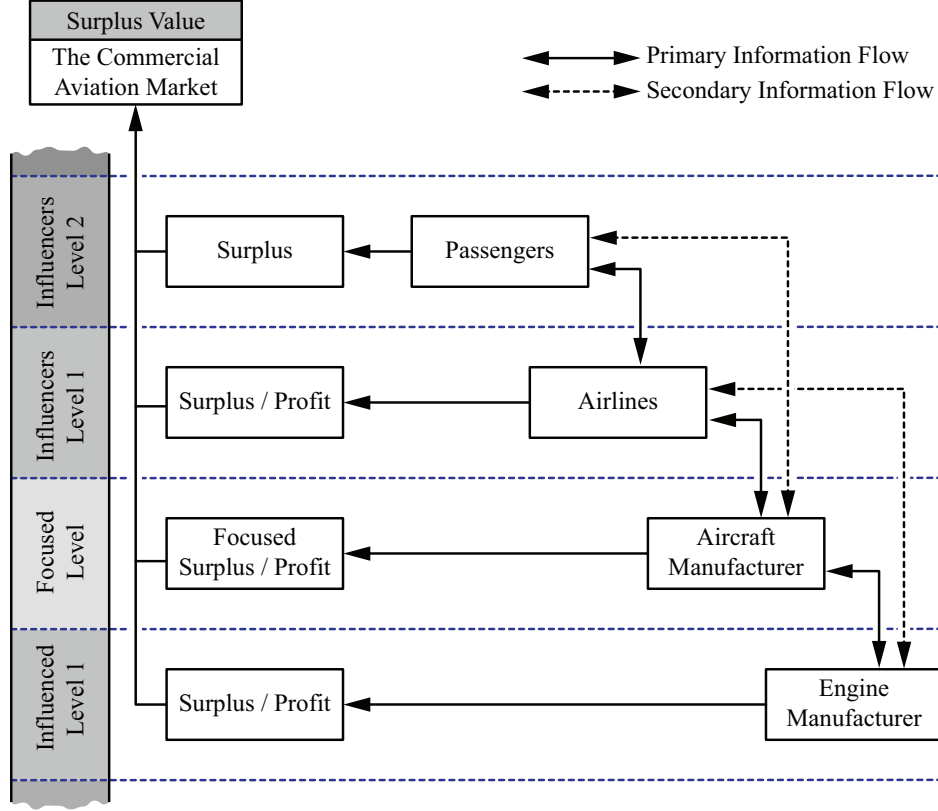 Surplus Value
The Commercial
Aviation Market
Primary Information Flow
Secondary Information Flow
Influencers
Level 2
Surplus
Passengers
Influencers
Level 1
Surplus / Profit
Airlines
Focused
Level
Focused
Surplus / Profit
Aircraft
Manufacturer
Influenced
Level 1
Surplus / Profit
Engine
Manufacturer